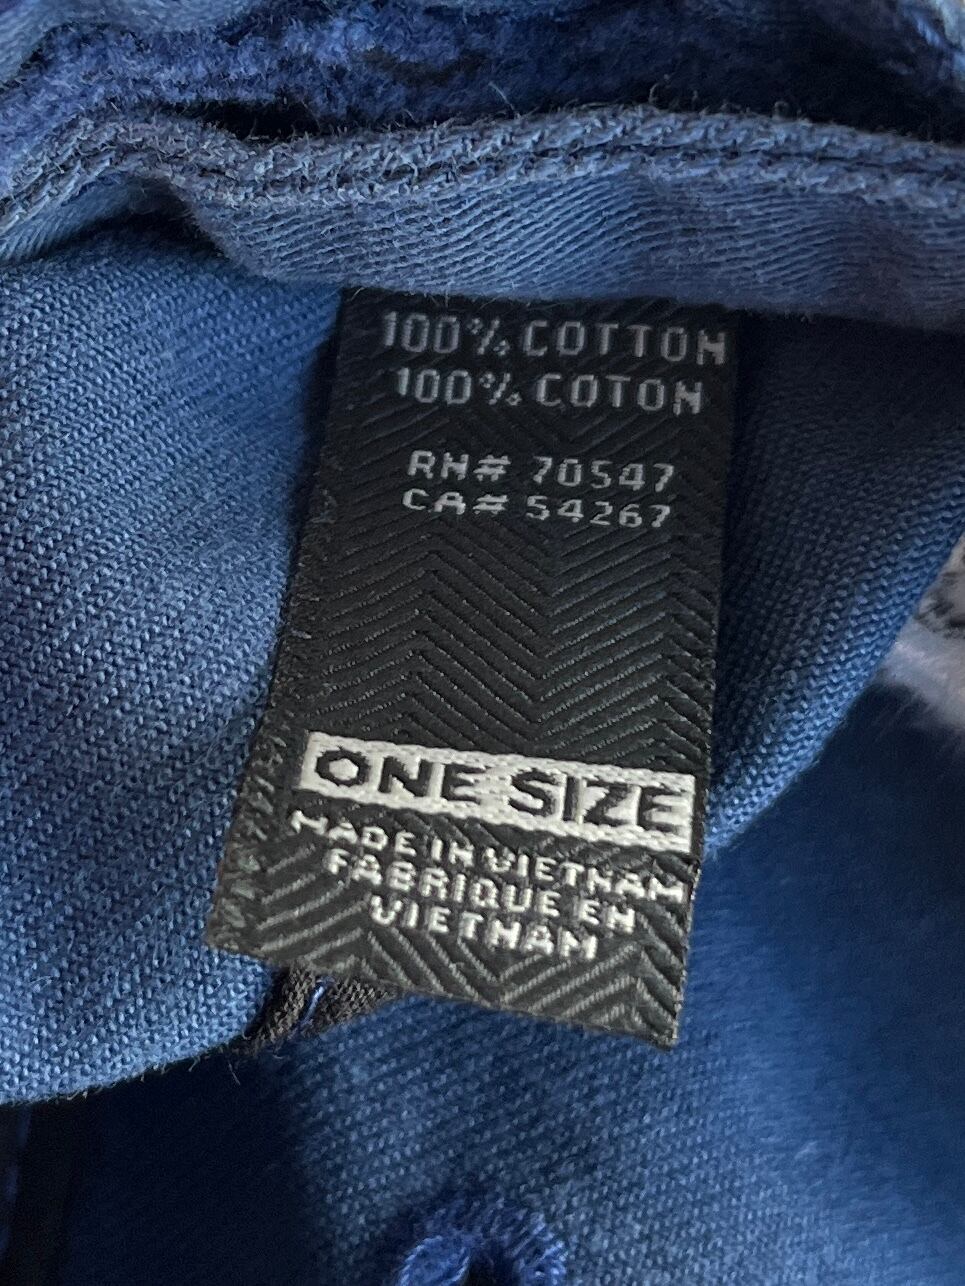 100% COTTON
100% COTON
RN# 70547
CA# 54267
ONE SIZE
MADE IN VIETNAM
FABRIQUE EN
VIETNAM